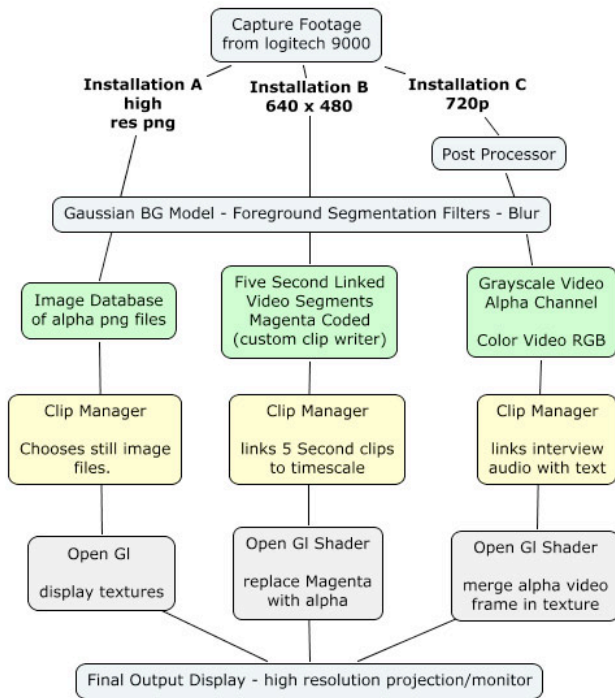 Capture Footage
from logitech 9000
Installation A
high
res png
Installation B
640 x 480
Installation C
720p
Post Processor
Gaussian BG Model - Foreground Segmentation Filters - Blur
Image Database
of alpha png files
Five Second Linked
Video Segments
Magenta Coded
(custom clip writer)
Grayscale Video
Alpha Channel
Color Video RGB
Clip Manager
Chooses still image
files.
Clip Manager
links 5 Second clips
to timescale
Clip Manager
links interview
audio with text
Open Gl
display textures
Open Gl Shader
replace Magenta
with alpha
Open Gl Shader
merge alpha video
frame in texture
Final Output Display - high resolution projection/monitor